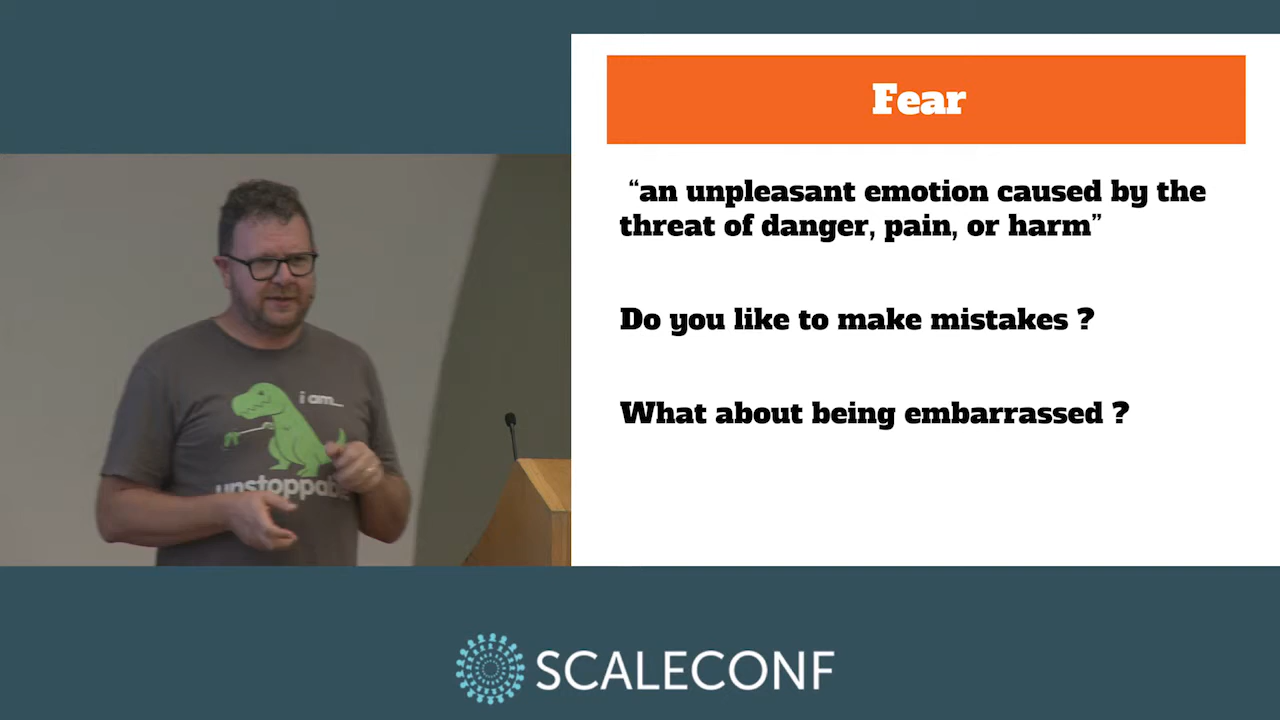 Fear
“an unpleasant emotion caused by the
threat of danger, pain, or harm”
Do you like to make mistakes ?
What about being embarrassed ?
i am...
unstoppable
SCALECONF